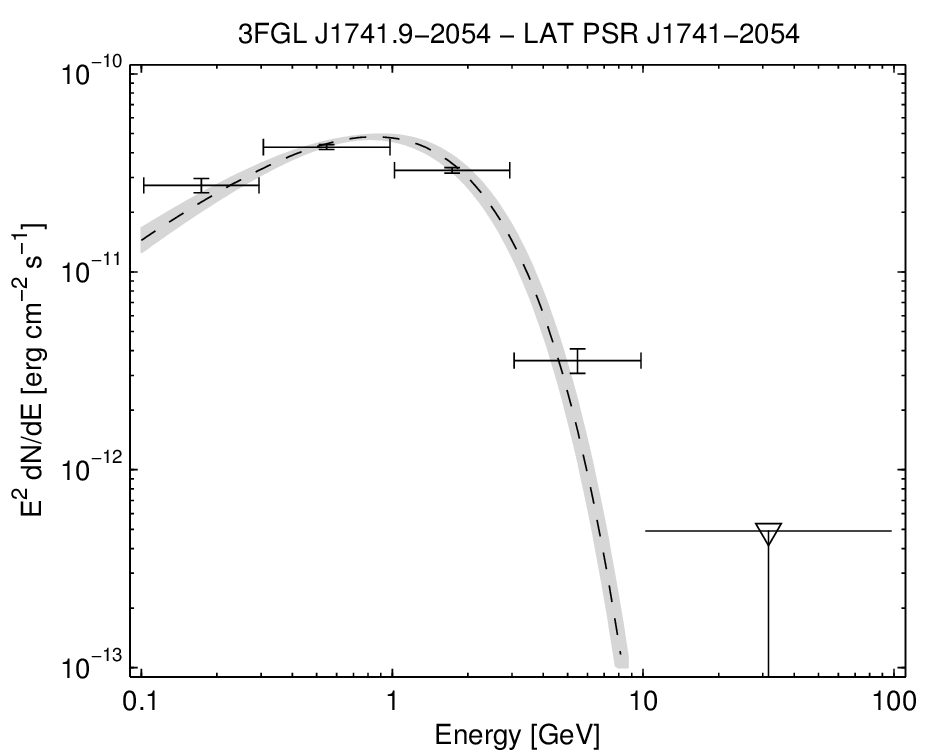 3FGL J1741.9−2054 − LAT PSR J1741−2054
10⁻¹⁰
10⁻¹¹
10⁻¹²
10⁻¹³
E² dN/dE [erg cm⁻² s⁻¹]
0.1 1 10 100
Energy [GeV]